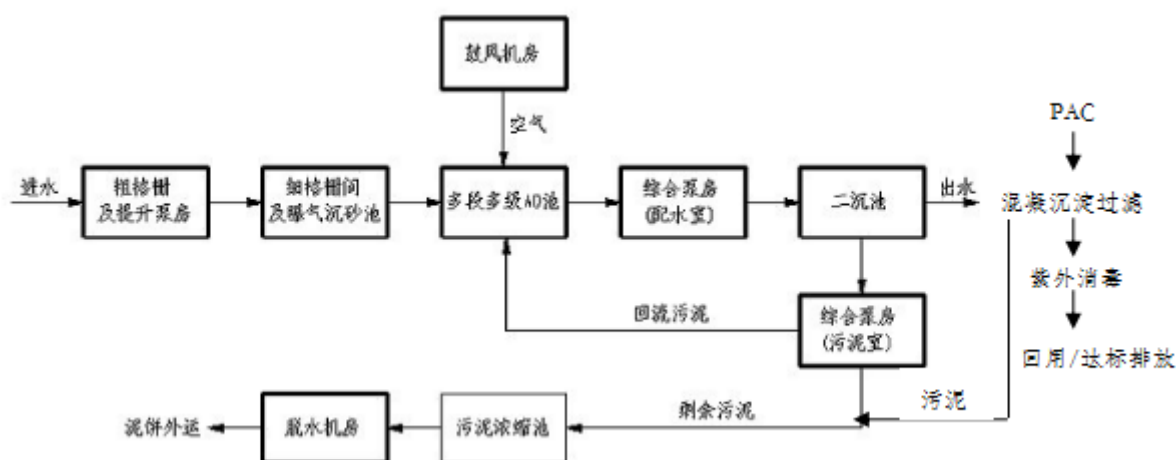 鼓风机房
空气
PAC
进水
粗格栅
及提升泵房
细格栅间
及曝气沉砂池
多段多级AO池
综合泵房
(配水室)
二沉池
出水
混凝沉淀过滤
紫外消毒
回流污泥
综合泵房
(污泥室)
回用/达标排放
污泥
剩余污泥
泥饼外运
脱水机房
污泥浓缩池